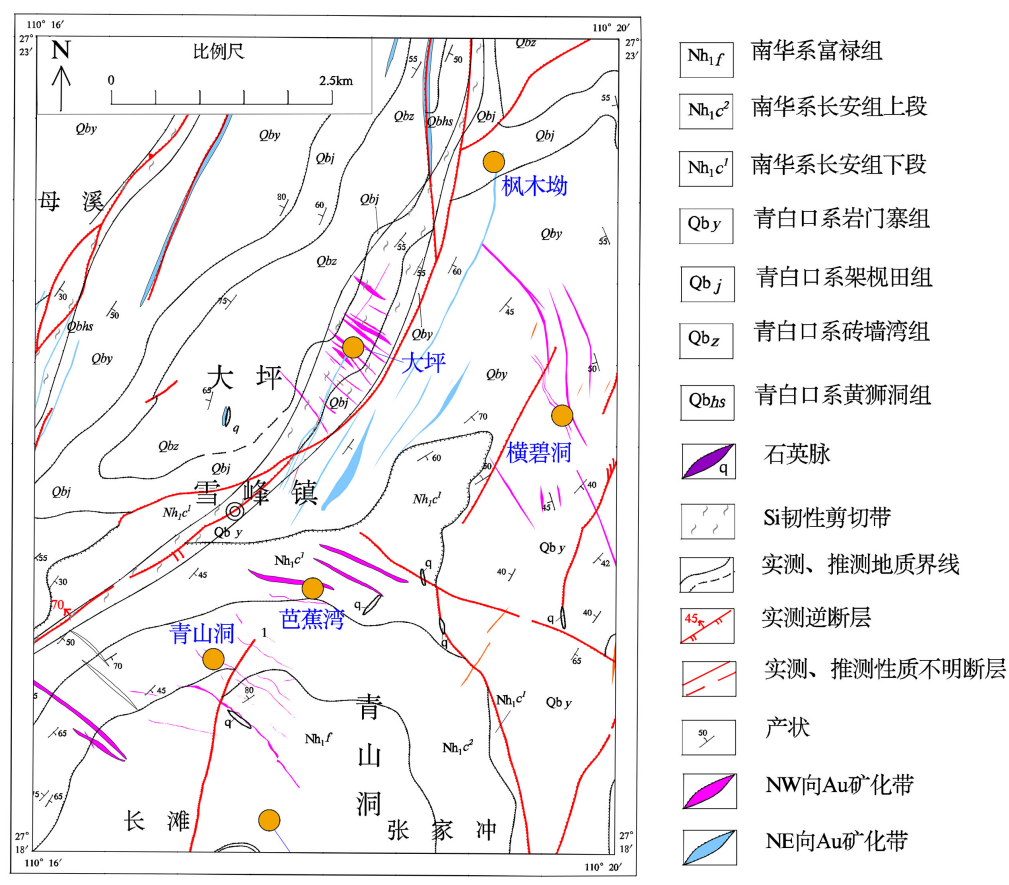 110° 16′
110° 20′
27°
23′
27°
23′
N
比例尺
0
2.5km
Qby
Qby
Qbj
Qbz
Qbhs
Qbj
Qbz
Qbj
55
50
55
母 溪
80
60
Qbj
枫木坳
Qby
55
Qbz
55
55
60
30
50
75
45
Qbhs
Qby
Qby
大坪
Qby
50
大 坪
65
q
Qbj
70
Qbz
Qbj
60
50
横碧洞
Qbj
雪 峰 镇
Nh₁c¹
Nh₁c¹
40
45
Qb y
Qb y
55
30
45
Nh₁c¹
q
40
42
70
芭蕉湾
q
q
40
50
70
青山洞
1
q
65
45
80
q
青
山
洞
Nh₁c¹
Qb y
65
Nh₁f
Nh₁c²
75
65
长 滩
张 家 冲
27°
18′
27°
18′
110° 16′
110° 20′
Nh₁f 南华系富禄组
Nh₁c² 南华系长安组上段
Nh₁c¹ 南华系长安组下段
Qb y 青白口系岩门寨组
Qb j 青白口系架枧田组
Qb z 青白口系砖墙湾组
Qbhs 青白口系黄狮洞组
q 石英脉
Si韧性剪切带
实测、推测地质界线
45 实测逆断层
实测、推测性质不明断层
50 产状
NW向Au矿化带
NE向Au矿化带